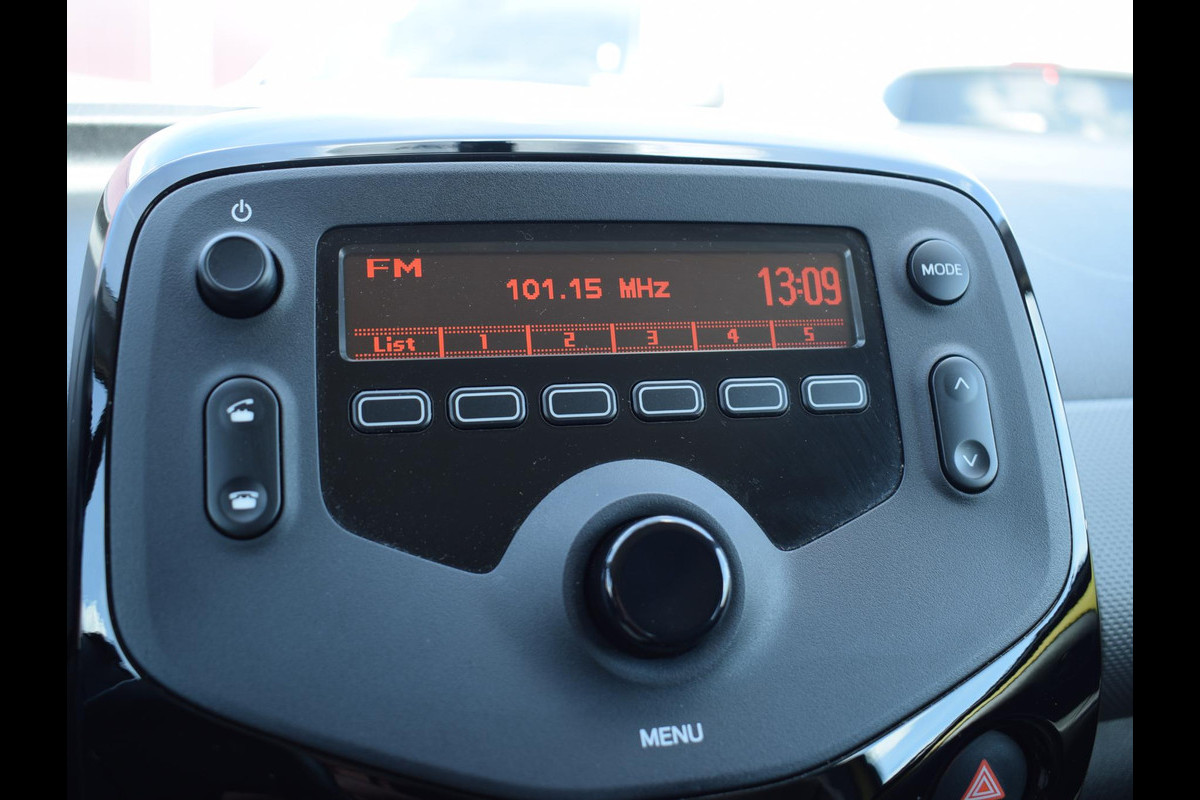 FM
101.15 MHz
13:09
List 1 2 3 4 5
MODE
MENU